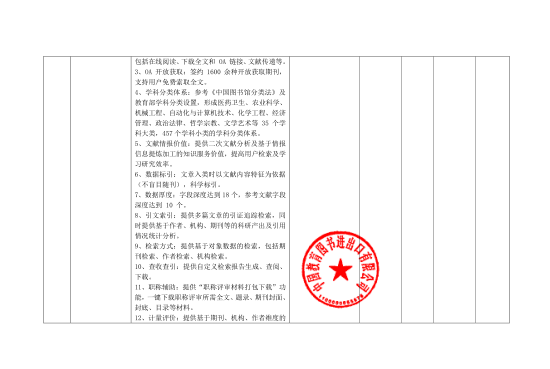 包括在线阅读、下载全文和 OA 链接、文献传递等。
3、OA 开放获取：签约 1600 余种开放获取期刊，
支持用户免费索取全文。
4、学科分类体系：参考《中国图书馆分类法》及
教育部学科分类设置，形成医药卫生、农业科学、
机械工程、自动化与计算机技术、化学工程、经济
管理、政治法律、哲学宗教、文学艺术等 35 个学
科大类，457个学科小类的学科分类体系。
5、文献情报价值：提供二次文献分析及基于情报
信息提炼加工的知识服务价值，提高用户检索及学
习研究效率。
6、数据标引：文章入类时以文献内容特征为依据
（不盲目随刊），科学标引。
7、数据厚度：字段深度达到18个，参考文献字段
深度达到 10 个。
8、引文索引：提供多篇文章的引证追踪检索，同
时提供基于作者、机构、期刊等的科研产出及引用
情况统计分析。
9、检索方式：提供基于对象数据的检索，包括期
刊检索、作者检索、机构检索。
10、查收查引：提供自定义检索报告生成、查阅、
下载。
11、职称辅助：提供“职称评审材料打包下载”功
能，一键下载职称评审所需全文、题录、期刊封面、
封底、目录等材料。
12、计量评价：提供基于期刊、机构、作者维度的
中国教育图书进出口有限公司